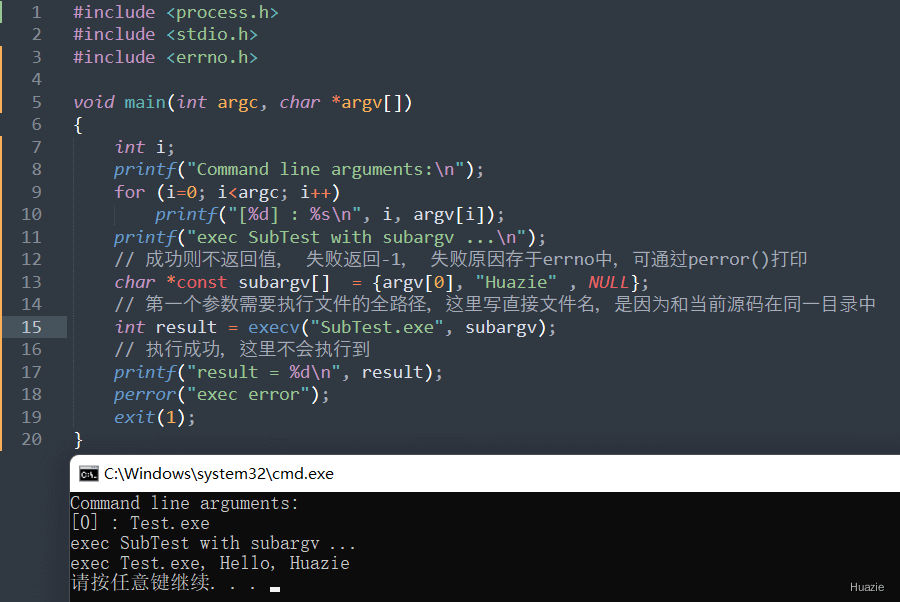 1 #include <process.h>
2 #include <stdio.h>
3 #include <errno.h>
4
5 void main(int argc, char *argv[])
6 {
7 int i;
8 printf("Command line arguments:\n");
9 for (i=0; i<argc; i++)
10 printf("[%d] : %s\n", i, argv[i]);
11 printf("exec SubTest with subargv ...\n");
12 // 成功则不返回值, 失败返回-1, 失败原因存于errno中, 可通过perror()打印
13 char *const subargv[] = {argv[0], "Huazie" , NULL};
14 // 第一个参数需要执行文件的全路径, 这里写直接文件名, 是因为和当前源码在同一目录中
15 int result = execv("SubTest.exe", subargv);
16 // 执行成功, 这里不会执行到
17 printf("result = %d\n", result);
18 perror("exec error");
19 exit(1);
20 }
C:\Windows\system32\cmd.exe
Command line arguments:
[0] : Test.exe
exec SubTest with subargv ...
exec Test.exe, Hello, Huazie
请按任意键继续. . .
Huazie